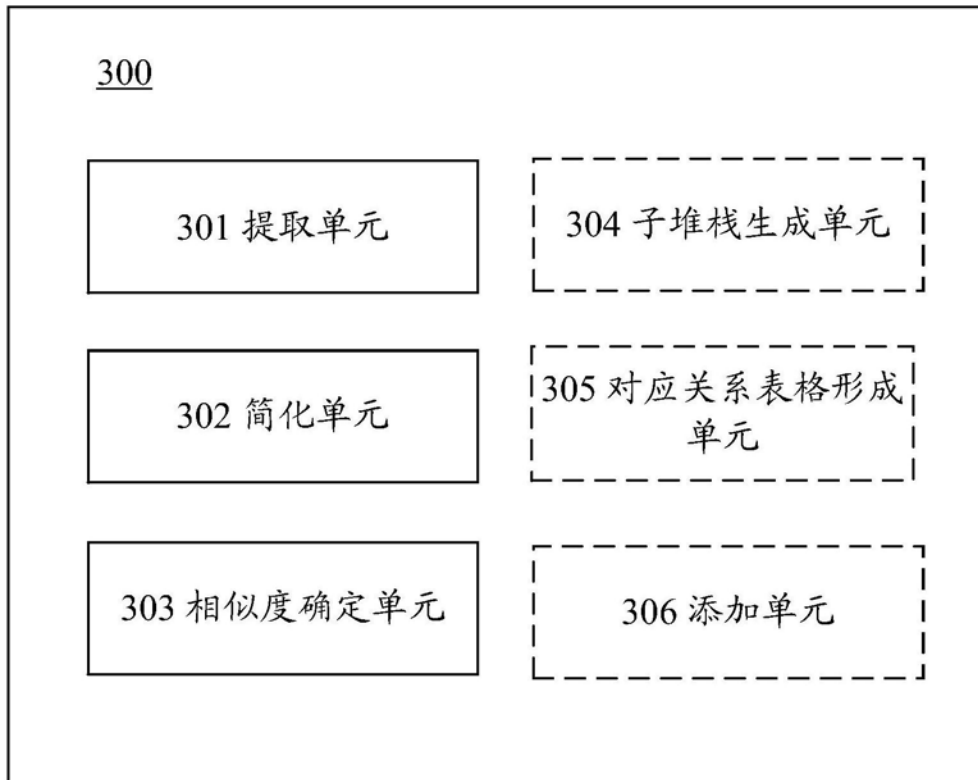 300
301 提取单元
304 子堆栈生成单元
302 简化单元
305 对应关系表格形成
单元
303 相似度确定单元
306 添加单元